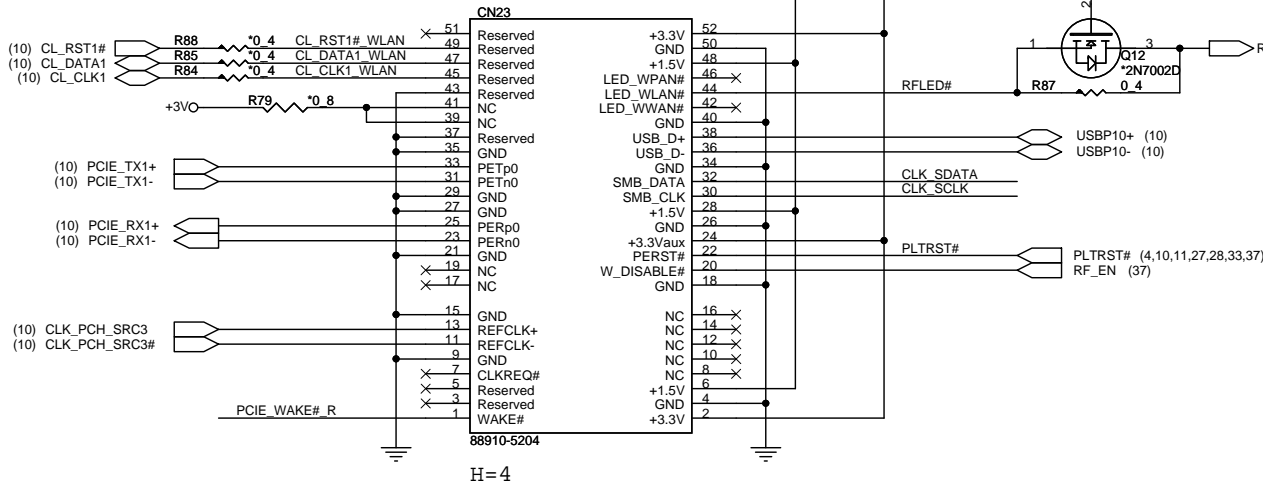 CN23
(10) CL_RST1# R88 *0_4 CL_RST1#_WLAN
(10) CL_DATA1 R85 *0_4 CL_DATA1_WLAN
(10) CL_CLK1 R84 *0_4 CL_CLK1_WLAN
+3V R79 *0_8
(10) PCIE_TX1+
(10) PCIE_TX1-
(10) PCIE_RX1+
(10) PCIE_RX1-
(10) CLK_PCH_SRC3
(10) CLK_PCH_SRC3#
PCIE_WAKE#_R
51 Reserved
49 Reserved
47 Reserved
45 Reserved
43 Reserved
41 NC
39 NC
37 Reserved
35 GND
33 PETp0
31 PETn0
29 GND
27 GND
25 PERp0
23 PERn0
21 GND
19 NC
17 NC
15 GND
13 REFCLK+
11 REFCLK-
9 GND
7 CLKREQ#
5 Reserved
3 Reserved
1 WAKE#
+3.3V 52
GND 50
+1.5V 48
LED_WPAN# 46
LED_WLAN# 44
LED_WWAN# 42
GND 40
USB_D+ 38
USB_D- 36
GND 34
SMB_DATA 32
SMB_CLK 30
+1.5V 28
GND 26
+3.3Vaux 24
PERST# 22
W_DISABLE# 20
GND 18
NC 16
NC 14
NC 12
NC 10
NC 8
+1.5V 6
GND 4
+3.3V 2
88910-5204
H=4
2
1 3
Q12
*2N7002D
R
RFLED# R87 0_4
USBP10+ (10)
USBP10- (10)
CLK_SDATA
CLK_SCLK
PLTRST# PLTRST# (4,10,11,27,28,33,37)
RF_EN (37)